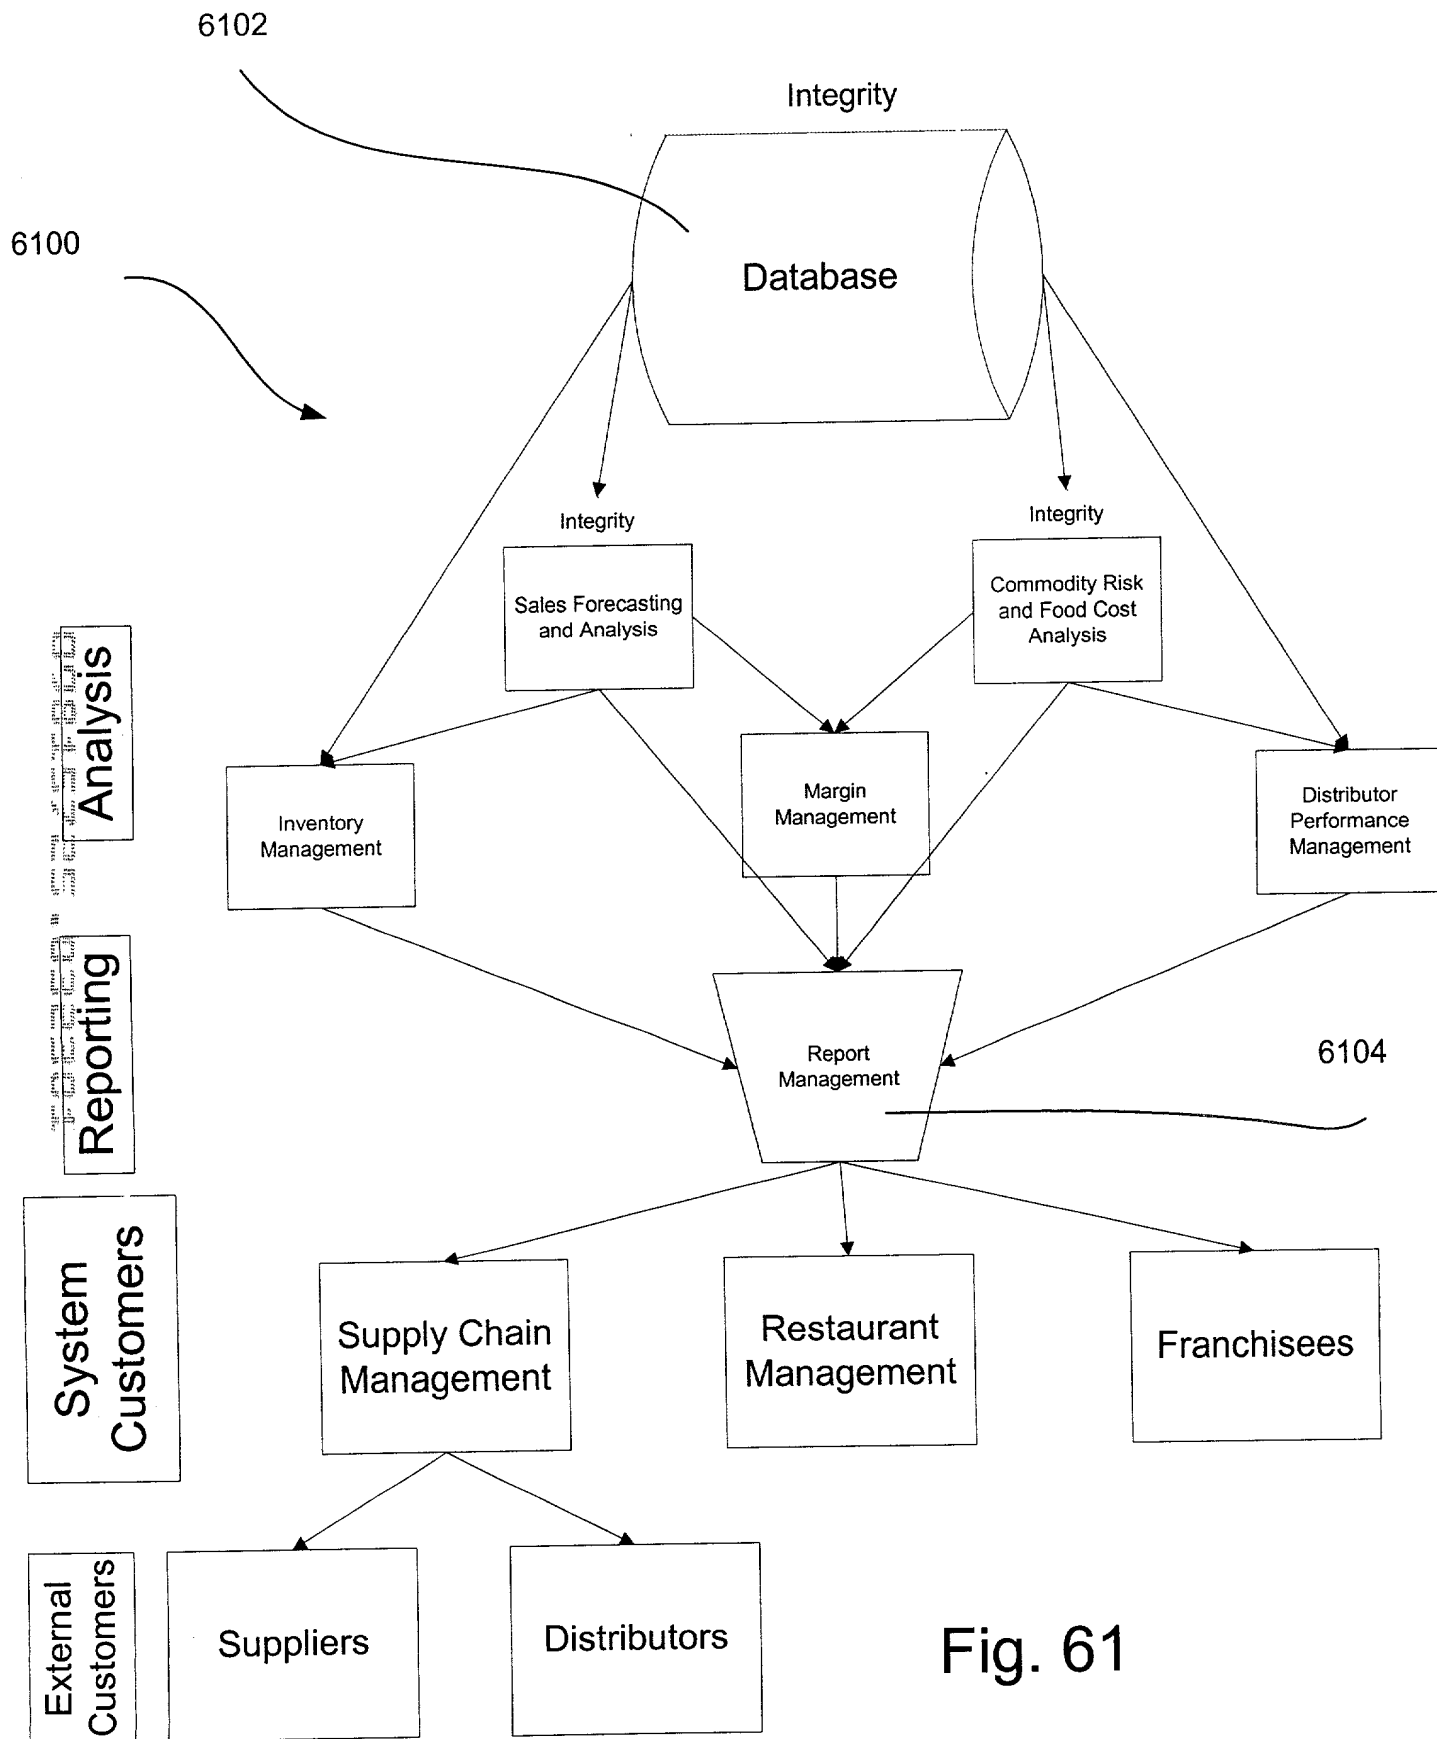 6102
Integrity
6100
Database
Integrity
Integrity
Sales Forecasting
and Analysis
Commodity Risk
and Food Cost
Analysis
Analysis
Inventory
Management
Margin
Management
Distributor
Performance
Management
Reporting
Report
Management
6104
System
Customers
Supply Chain
Management
Restaurant
Management
Franchisees
External
Customers
Suppliers
Distributors
Fig. 61